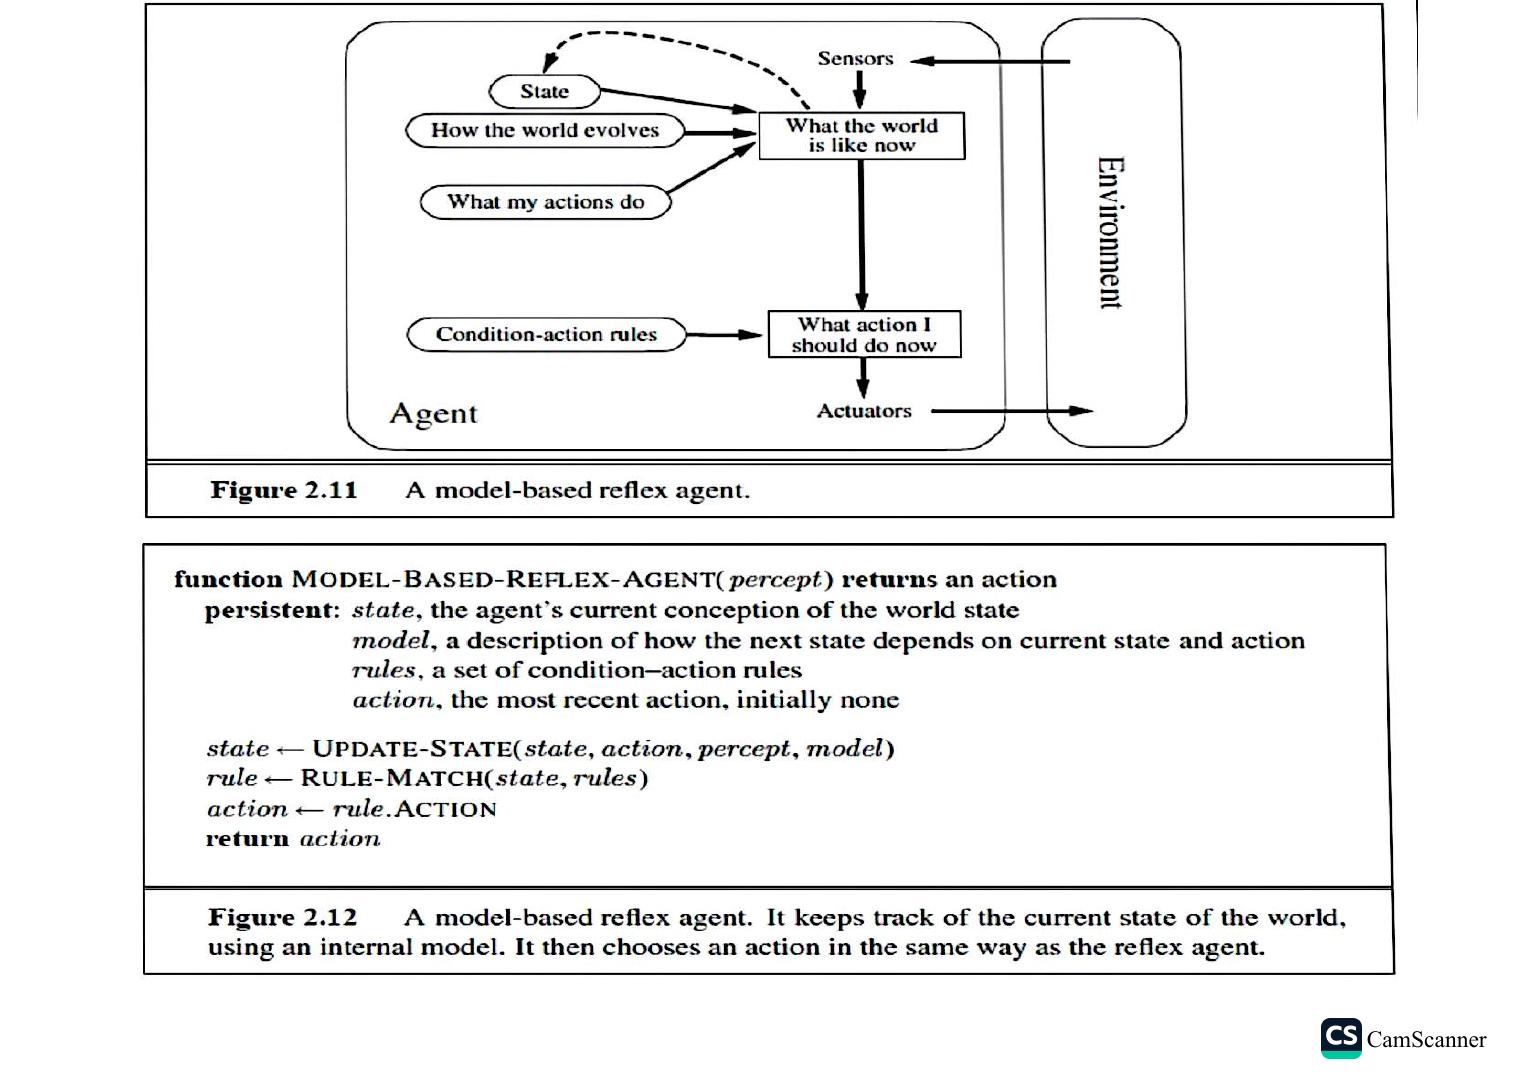 Sensors
State
How the world evolves
What the world
is like now
What my actions do
Environment
Condition-action rules
What action I
should do now
Agent
Actuators
Figure 2.11 A model-based reflex agent.
function MODEL-BASED-REFLEX-AGENT(percept) returns an action
persistent: state, the agent's current conception of the world state
model, a description of how the next state depends on current state and action
rules, a set of condition–action rules
action, the most recent action, initially none
state ← UPDATE-STATE(state, action, percept, model)
rule ← RULE-MATCH(state, rules)
action ← rule.ACTION
return action
Figure 2.12 A model-based reflex agent. It keeps track of the current state of the world,
using an internal model. It then chooses an action in the same way as the reflex agent.
CS CamScanner